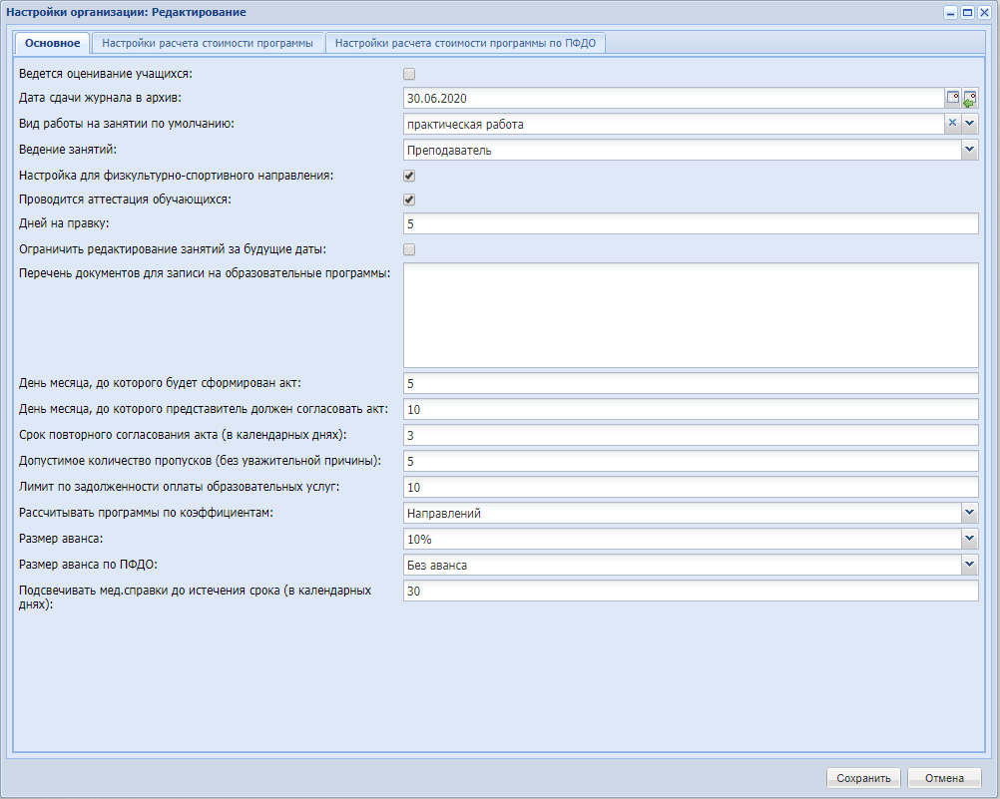 Настройки организации: Редактирование
Основное
Настройки расчета стоимости программы
Настройки расчета стоимости программы по ПФДО
Ведется оценивание учащихся:
Дата сдачи журнала в архив:
30.06.2020
Вид работы на занятии по умолчанию:
практическая работа
Ведение занятий:
Преподаватель
Настройка для физкультурно-спортивного направления:
Проводится аттестация обучающихся:
Дней на правку:
5
Ограничить редактирование занятий за будущие даты:
Перечень документов для записи на образовательные программы:
День месяца, до которого будет сформирован акт:
5
День месяца, до которого представитель должен согласовать акт:
10
Срок повторного согласования акта (в календарных днях):
3
Допустимое количество пропусков (без уважительной причины):
5
Лимит по задолженности оплаты образовательных услуг:
10
Рассчитывать программы по коэффициентам:
Направлений
Размер аванса:
10%
Размер аванса по ПФДО:
Без аванса
Подсвечивать мед.справки до истечения срока (в календарных
днях):
30
Сохранить
Отмена